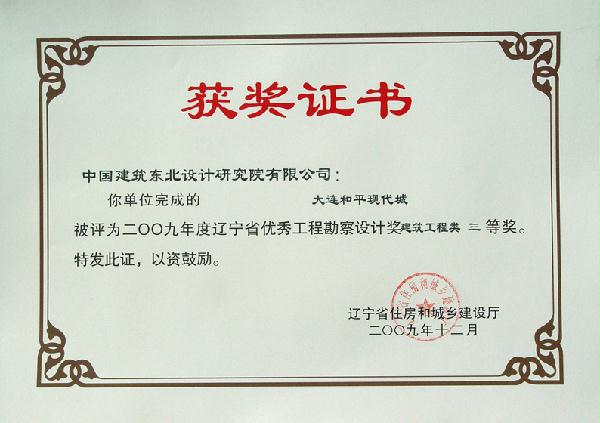 获奖证书
中国建筑东北设计研究院有限公司：
你单位完成的 大连和平现代城
被评为二〇〇九年度辽宁省优秀工程勘察设计奖建筑工程类 三 等奖。
特发此证，以资鼓励。
辽宁省住房和城乡建设厅
二〇〇九年十二月